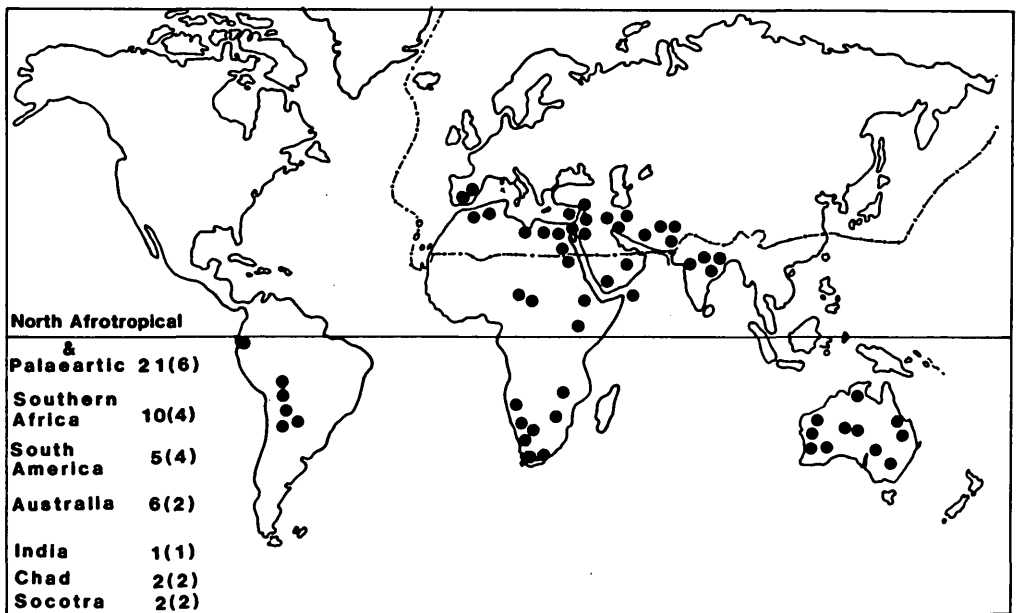 North Afrotropical
&
Palaeartic 21(6)
Southern
Africa 10(4)
South
America 5(4)
Australia 6(2)
India 1(1)
Chad 2(2)
Socotra 2(2)